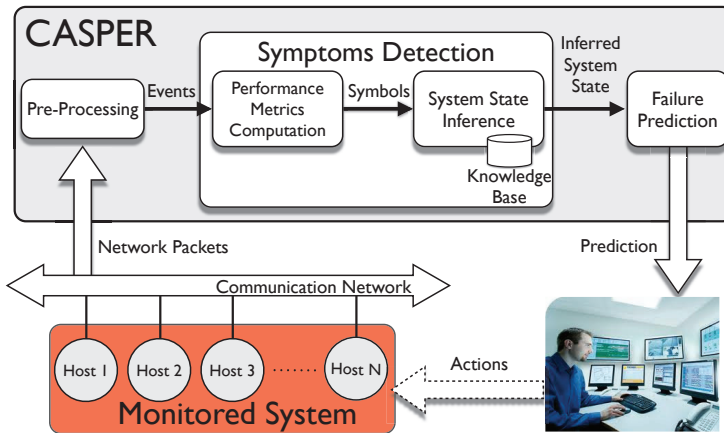 CASPER
Symptoms Detection
Inferred
System
State
Pre-Processing
Events
Performance
Metrics
Computation
Symbols
System State
Inference
Failure
Prediction
Knowledge
Base
Network Packets
Prediction
Communication Network
Host 1
Host 2
Host 3
.......
Host N
Actions
Monitored System